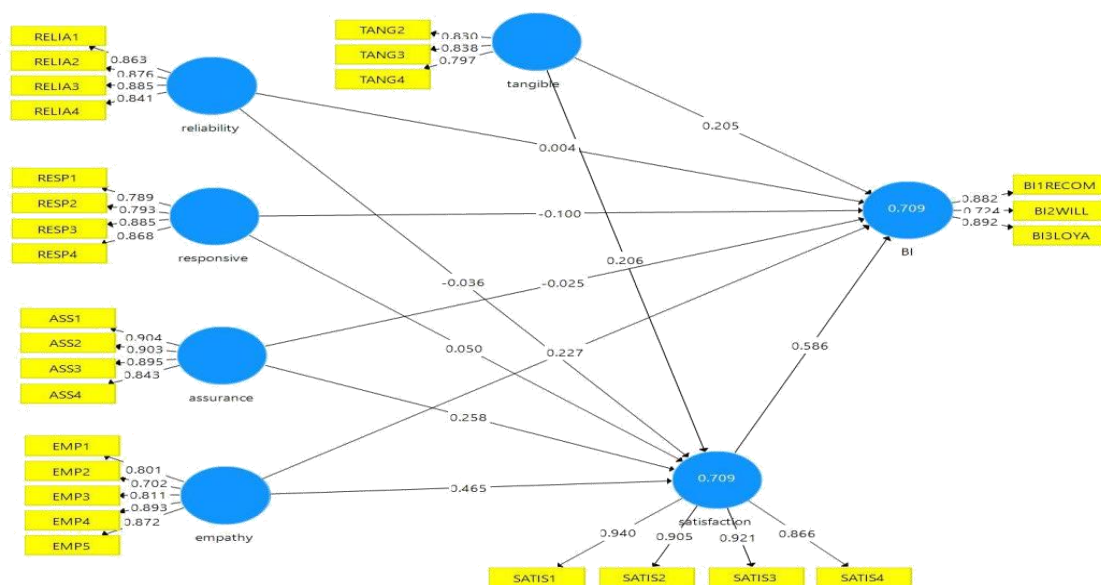 RELIA1
RELIA2
RELIA3
RELIA4
0.863
0.876
0.885
0.841
reliability
TANG2
TANG3
TANG4
0.830
0.838
0.797
tangible
RESP1
RESP2
RESP3
RESP4
0.789
0.793
0.885
0.868
responsive
ASS1
ASS2
ASS3
ASS4
0.904
0.903
0.895
0.843
assurance
EMP1
EMP2
EMP3
EMP4
EMP5
0.801
0.702
0.811
0.893
0.872
empathy
0.205
0.004
-0.100
-0.025
0.206
-0.036
0.050
0.227
0.258
0.465
0.586
0.709
BI
0.882
0.724
0.892
BI1RECOM
BI2WILL
BI3LOYA
0.709
satisfaction
0.940
0.905
0.921
0.866
SATIS1
SATIS2
SATIS3
SATIS4